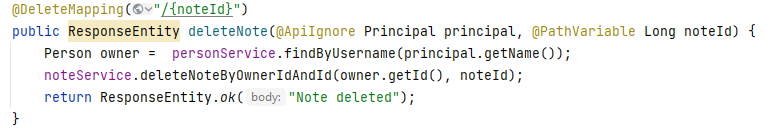 @DeleteMapping("/{noteId}")
public ResponseEntity deleteNote(@ApiIgnore Principal principal, @PathVariable Long noteId) {
Person owner = personService.findByUsername(principal.getName());
noteService.deleteNoteByOwnerIdAndId(owner.getId(), noteId);
return ResponseEntity.ok( body: "Note deleted");
}